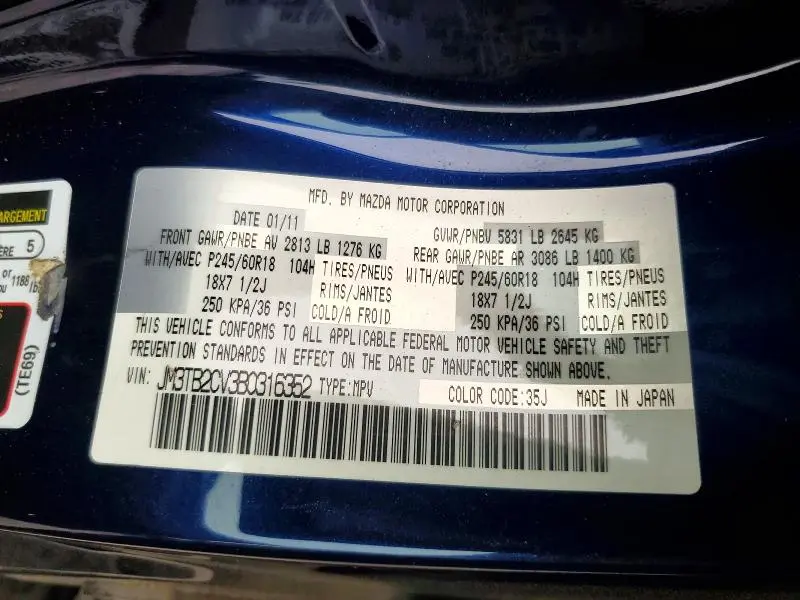 MFD. BY MAZDA MOTOR CORPORATION
DATE 01/11
GVWR/PNBV 5831 LB 2645 KG
FRONT GAWR/PNBE AV 2813 LB 1276 KG
REAR GAWR/PNBE AR 3086 LB 1400 KG
WITH/AVEC P245/60R18 104H TIRES/PNEUS WITH/AVEC P245/60R18 104H TIRES/PNEUS
18X7 1/2J RIMS/JANTES 18X7 1/2J RIMS/JANTES
250 KPA/36 PSI COLD/A FROID 250 KPA/36 PSI COLD/A FROID
THIS VEHICLE CONFORMS TO ALL APPLICABLE FEDERAL MOTOR VEHICLE SAFETY AND THEFT
PREVENTION STANDARDS IN EFFECT ON THE DATE OF MANUFACTURE SHOWN ABOVE.
VIN: JM3TB2CV3B0316352 TYPE:MPV COLOR CODE:35J MADE IN JAPAN
ARGEMENT
ÈRE 5
or
1188 lb
(TE69)